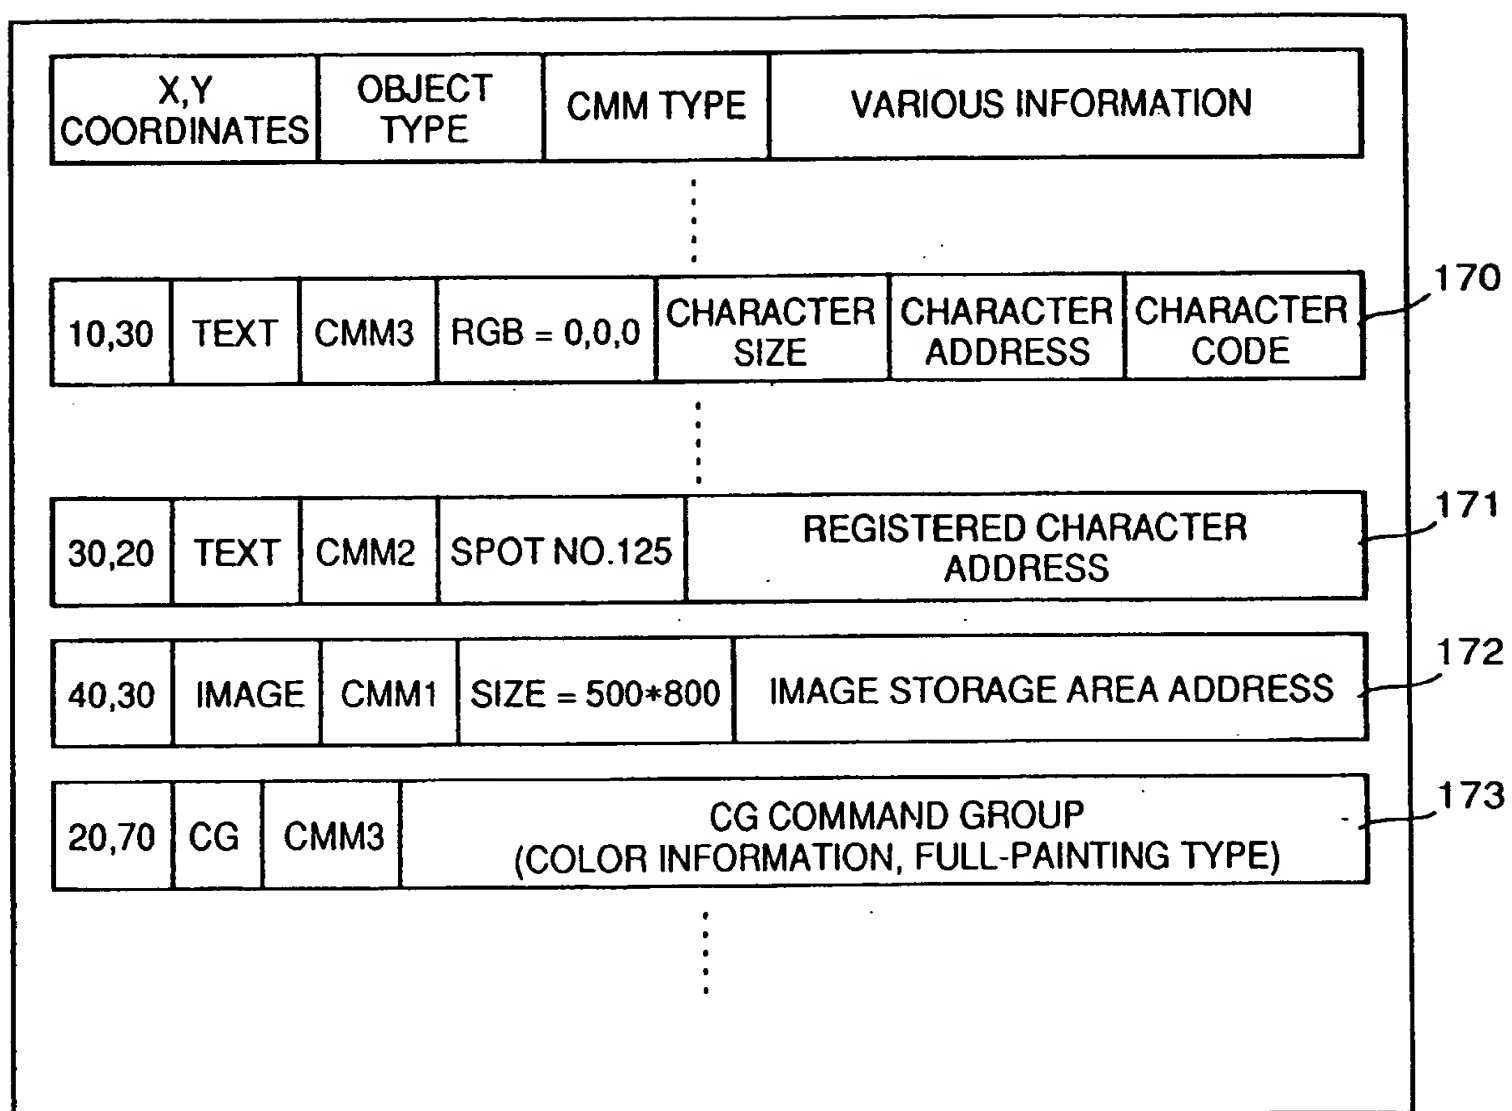 X,Y
COORDINATES
OBJECT
TYPE
CMM TYPE
VARIOUS INFORMATION
10,30
TEXT
CMM3
RGB = 0,0,0
CHARACTER
SIZE
CHARACTER
ADDRESS
CHARACTER
CODE
170
30,20
TEXT
CMM2
SPOT NO.125
REGISTERED CHARACTER
ADDRESS
171
40,30
IMAGE
CMM1
SIZE = 500*800
IMAGE STORAGE AREA ADDRESS
172
20,70
CG
CMM3
CG COMMAND GROUP
(COLOR INFORMATION, FULL-PAINTING TYPE)
173